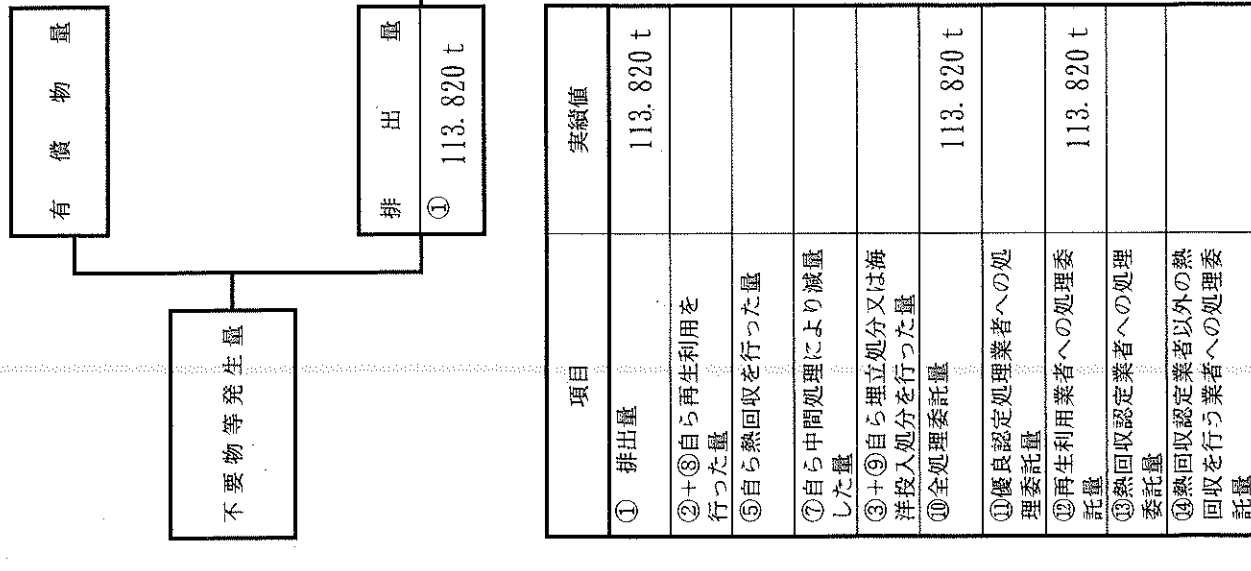 有償物量
不要物等発生量
排出量
① 113.820 t
項目 実績値
① 排出量 113.820 t
②+⑧自ら再生利用を
行った量
⑤自ら熱回収を行った量
⑦自ら中間処理により減量
した量
③+⑨自ら埋立処分又は海
洋投入処分を行った量
⑩全処理委託量 113.820 t
⑪優良認定処理業者への処
理委託量
⑫再生利用業者への処理委
託量 113.820 t
⑬熱回収認定業者への処理
委託量
⑭熱回収認定業者以外の熱
回収を行う業者への処理委
託量